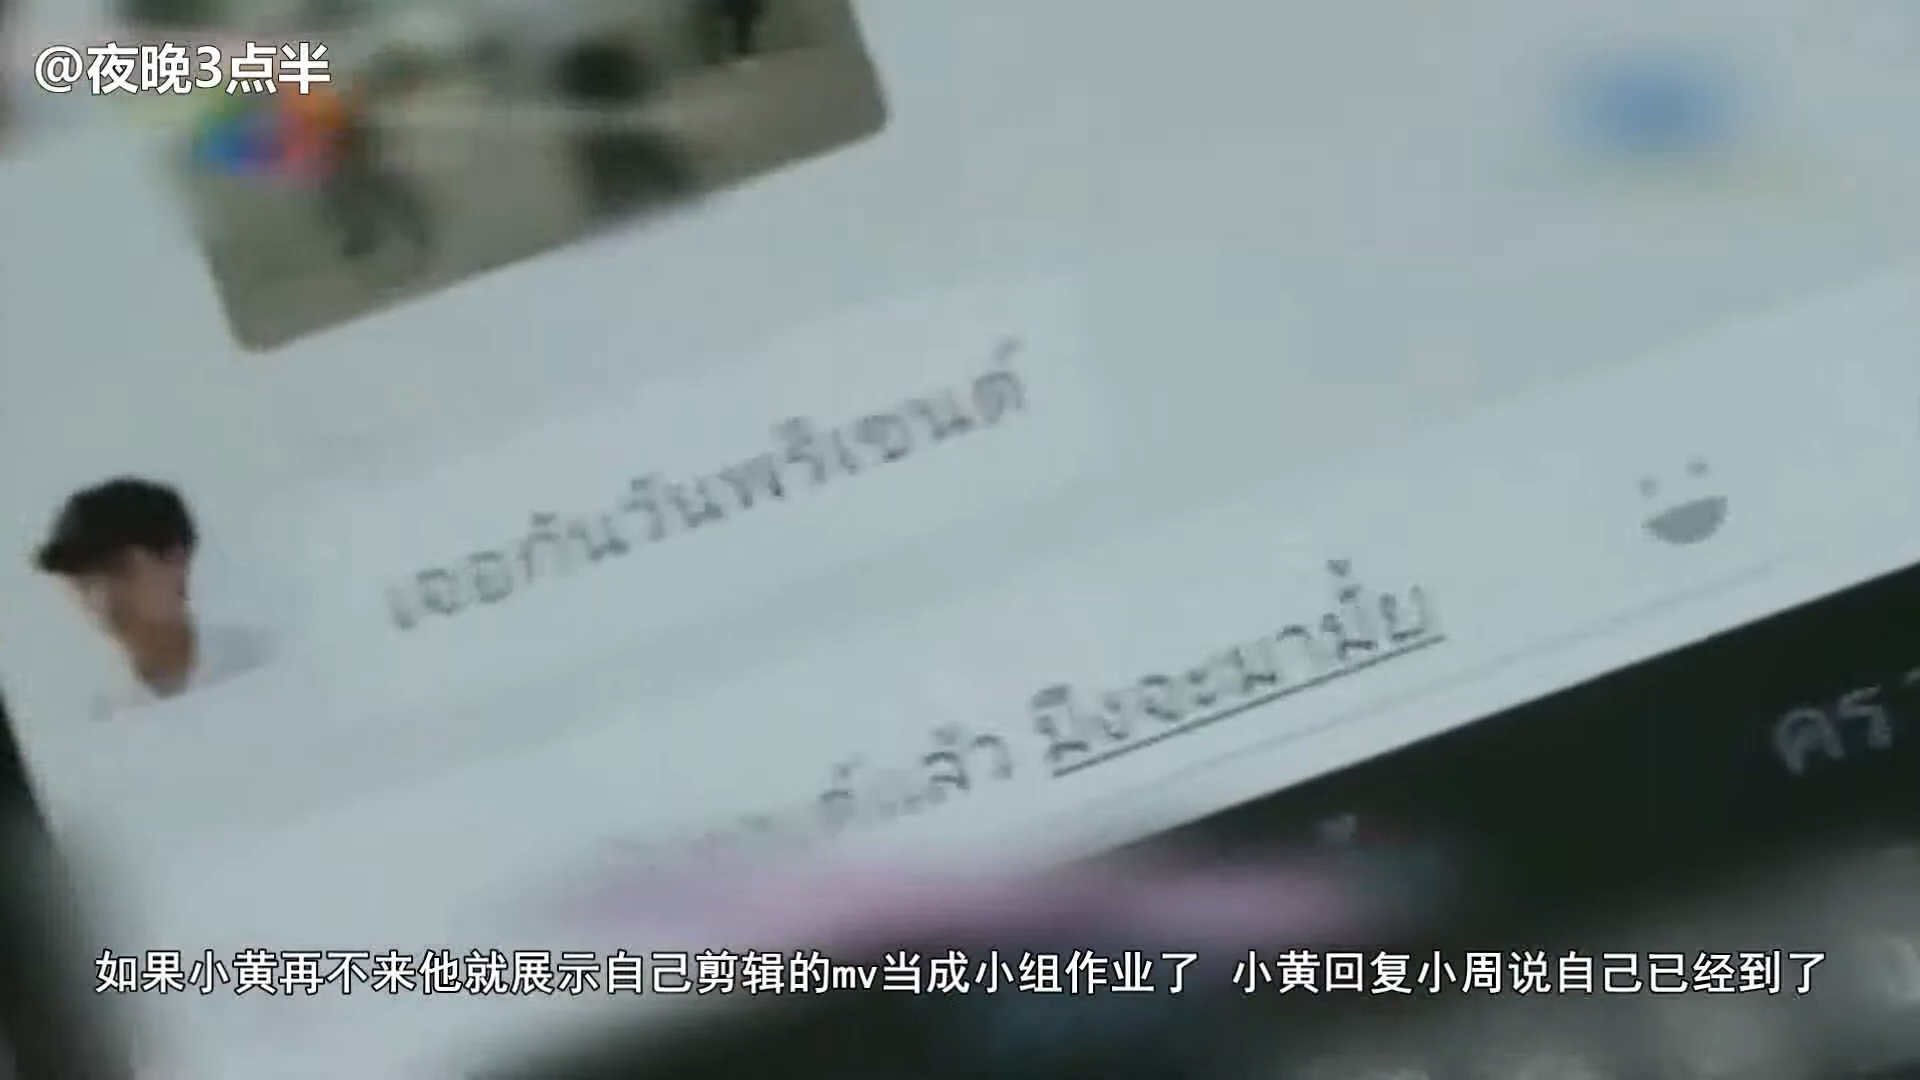 @夜晚3点半
เจอกันวันพรีเซนต์
แล้ว มึงจะมามั้ย
คร
如果小黄再不来他就展示自己剪辑的mv当成小组作业了 小黄回复小周说自己已经到了